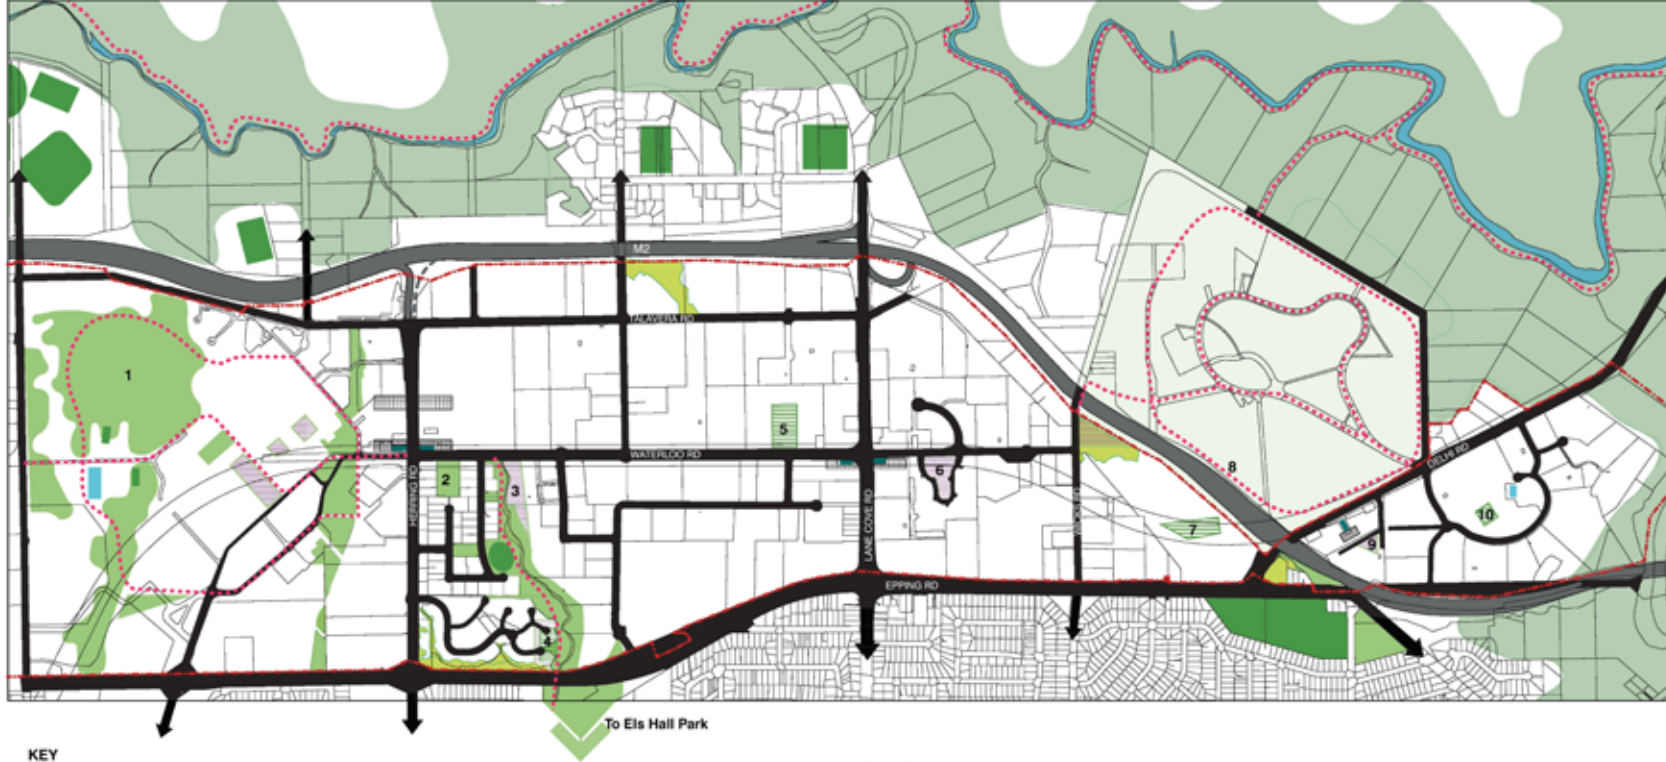 M2
TALAVERA RD
1
5
WATERLOO RD
6
8
DELHI RD
2
3
HERRING RD
LANE COVE RD
7
10
9
EPPING RD
4
To Els Hall Park
KEY